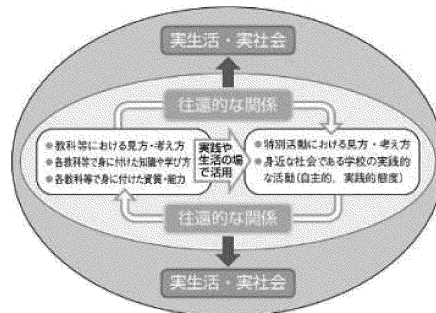 実生活・実社会
往還的な関係
●教科等における見方・考え方
●各教科等で身に付けた知識や学び方
●各教科等で身に付けた資質・能力
実践や
生活の場
で活用
●特別活動における見方・考え方
●身近な社会である学校の実践的
な活動(自主的、実践的態度)
往還的な関係
実生活・実社会